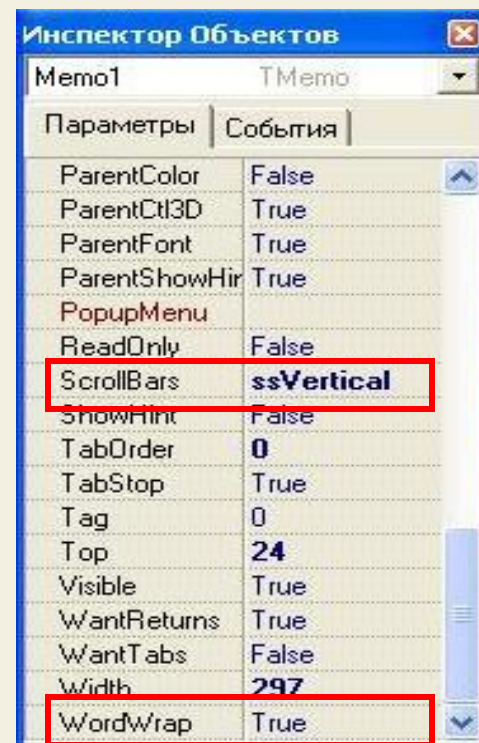 Инспектор Объектов
Memo1 TMemo
Параметры События
ParentColor False
ParentCtl3D True
ParentFont True
ParentShowHir True
PopupMenu
ReadOnly False
ScrollBars ssVertical
ShowHint False
TabOrder 0
TabStop True
Tag 0
Top 24
Visible True
WantReturns True
WantTabs False
Width 297
WordWrap True